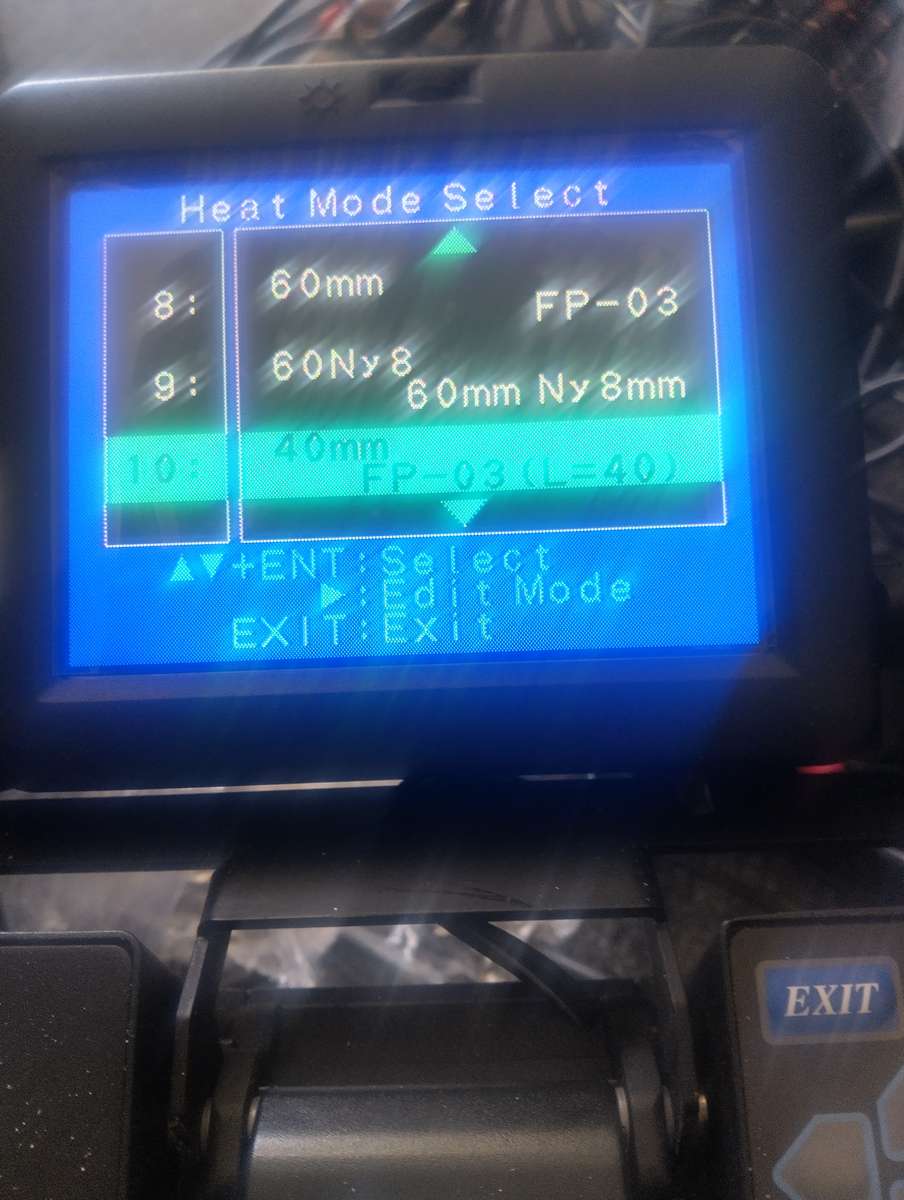 Heat Mode Select
8: 60mm
FP-03
9: 60Ny8
60mm Ny8mm
10: 40mm
FP-03(L=40)
▲▼+ENT:Select
▶:Edit Mode
EXIT:Exit
EXIT